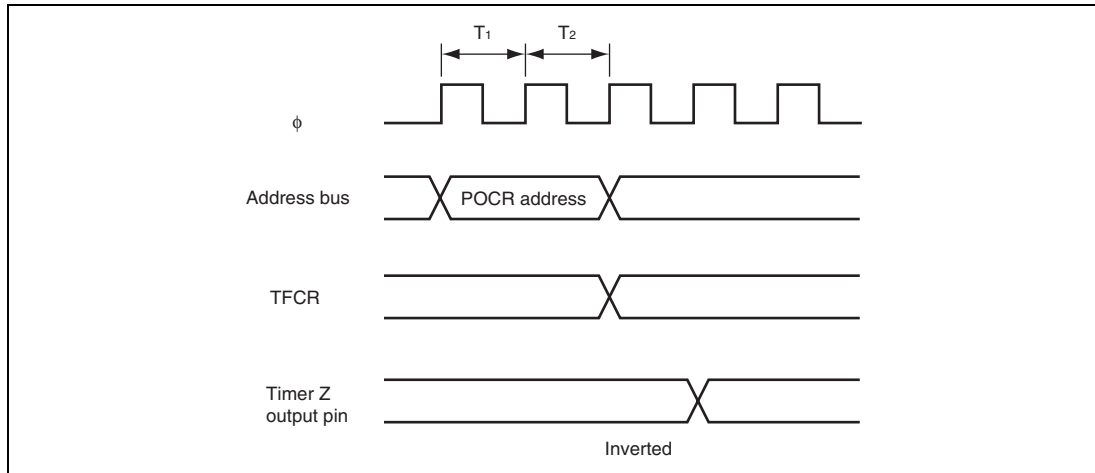 T1 T2
ϕ
Address bus POCR address
TFCR
Timer Z
output pin
Inverted